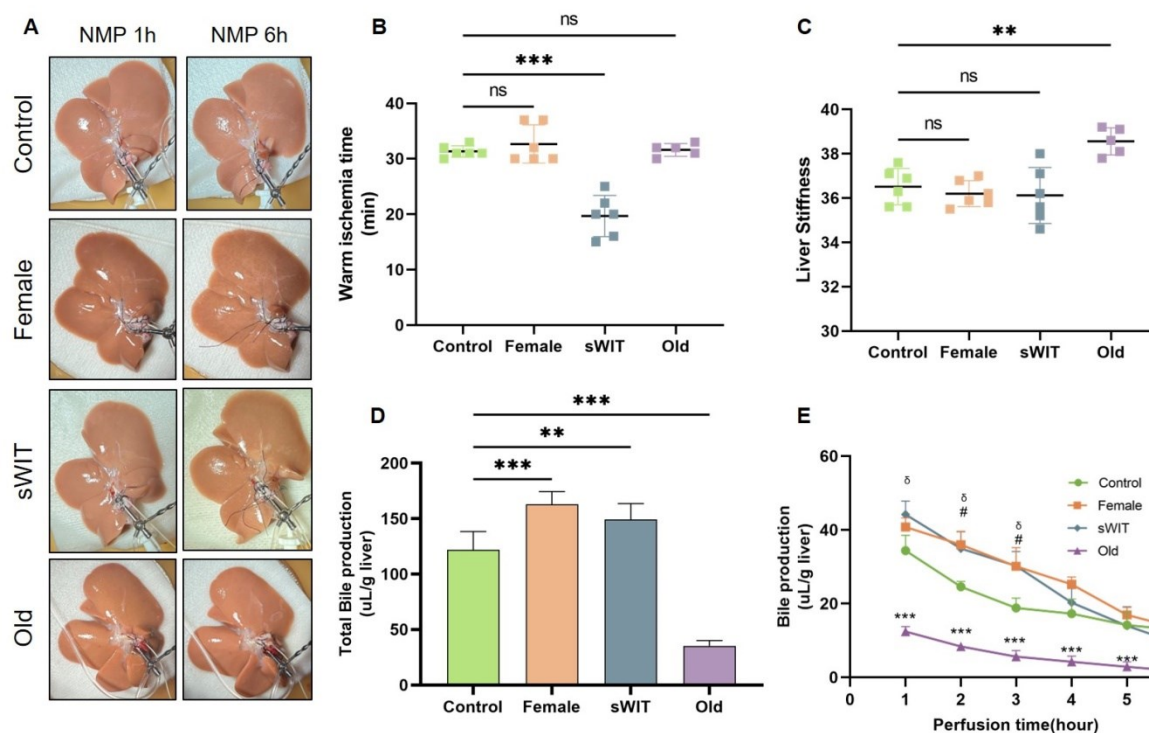 A
NMP 1h NMP 6h
Control
Female
sWIT
Old
B
ns
***
ns
Warm ischemia time
(min)
40
30
20
10
0
Control Female sWIT Old
C
**
ns
ns
Liver Stiffness
40
38
36
34
32
30
Control Female sWIT Old
D
***
**
***
Total Bile production
(uL/g liver)
200
150
100
50
0
Control Female sWIT Old
E
Bile production
(uL/g liver)
60
40
20
0
δ
δ
#
δ
#
Control
Female
sWIT
Old
*** *** *** *** ***
0 1 2 3 4 5
Perfusion time(hour)